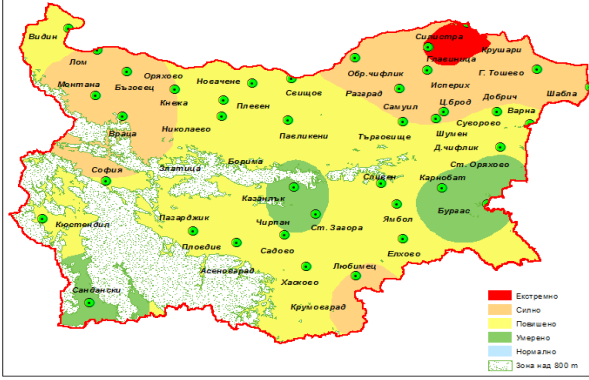 Видин
Лом
Монтана
Бъзовец
Оряхово
Кнежа
Новачене
Плевен
Николаево
Враца
Свищов
Павликени
Обр.чифлик
Разград
Силистра
Главиница
Крушари
Г. Тошево
Исперих
Самуил
Ц.брод
Добрич
Шабла
Суворово
Варна
Търговище
Шумен
Д.чифлик
София
Златица
Борима
Казанлък
Сливен
Ст. Оряхово
Карнобат
Бургас
Кюстендил
Пазарджик
Пловдив
Чирпан
Ст. Загора
Ямбол
Садово
Елхово
Асеновград
Хасково
Любимец
Сандански
Крумовград
Екстремно
Силно
Повишено
Умерено
Нормално
Зона над 800 m